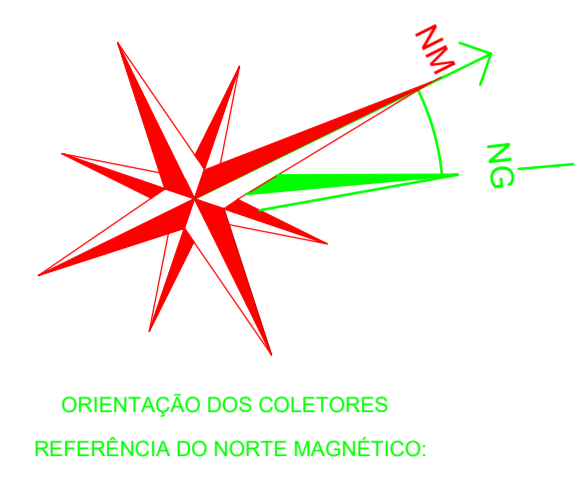 NM
NG
ORIENTAÇÃO DOS COLETORES
REFERÊNCIA DO NORTE MAGNÉTICO: